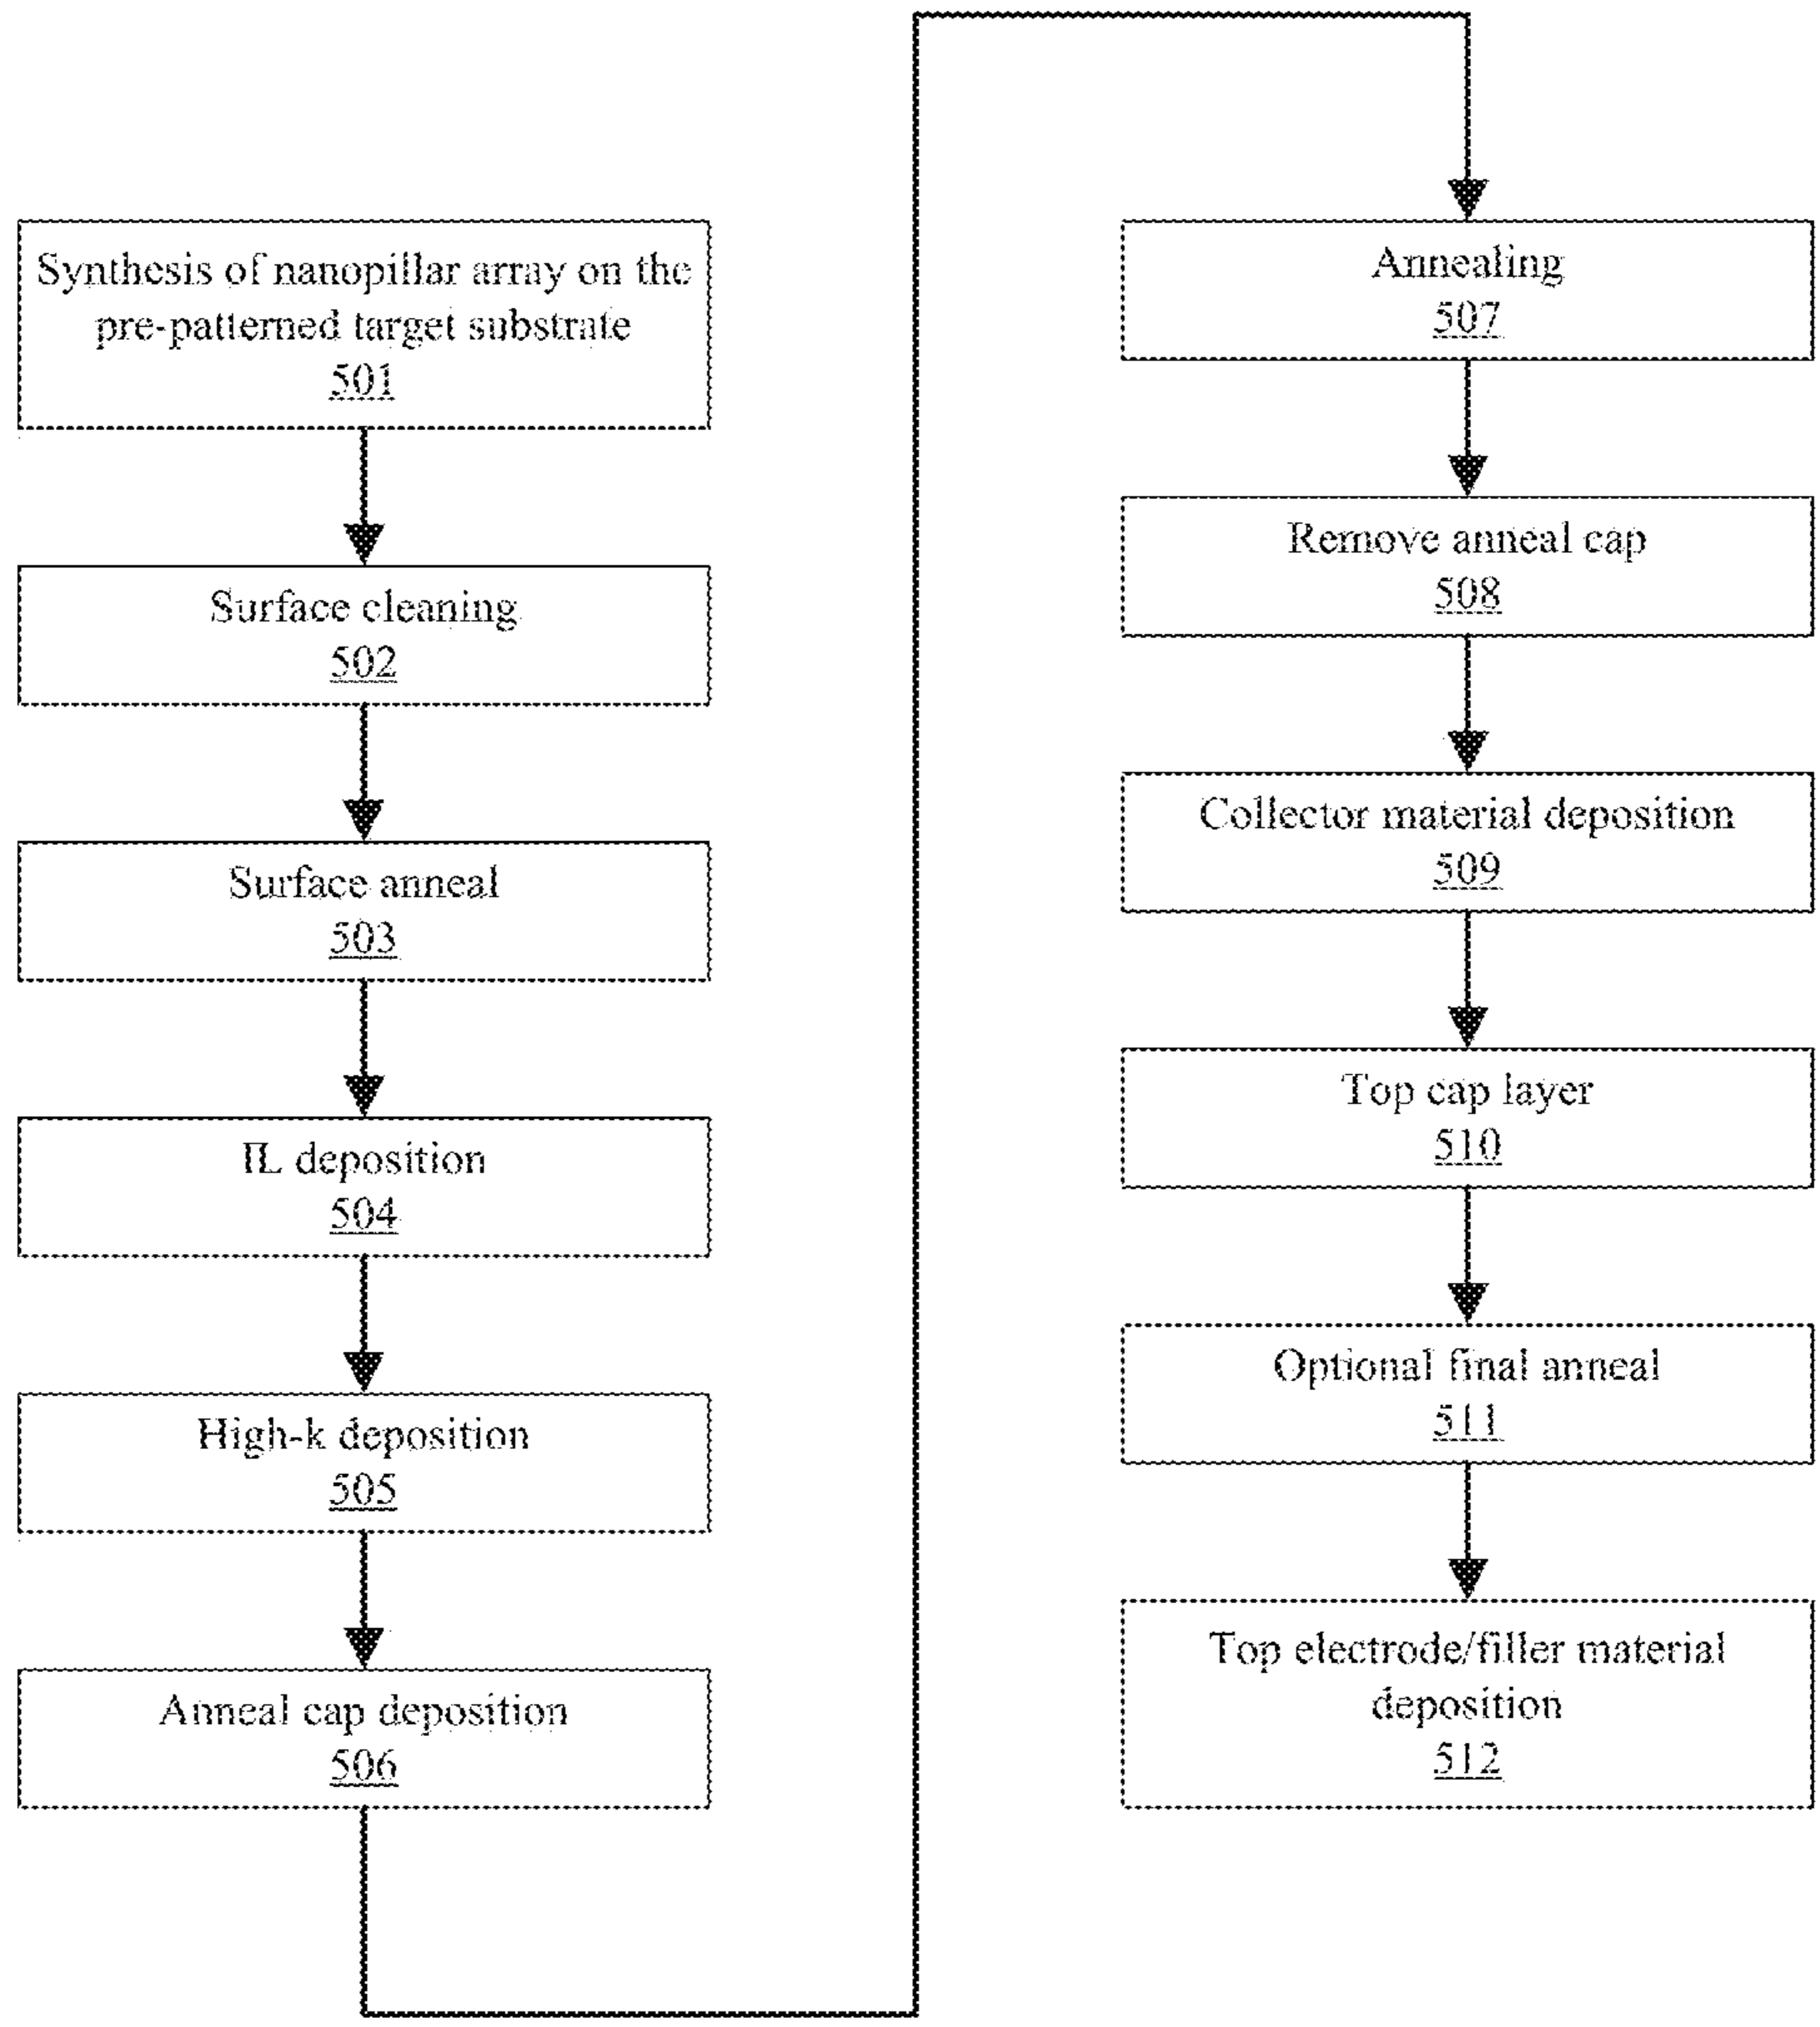 Synthesis of nanopillar array on the
pre-patterned target substrate
501
Surface cleaning
502
Surface anneal
503
IL deposition
504
High-k deposition
505
Anneal cap deposition
506
Annealing
507
Remove anneal cap
508
Collector material deposition
509
Top cap layer
510
Optional final anneal
511
Top electrode/filler material
deposition
512